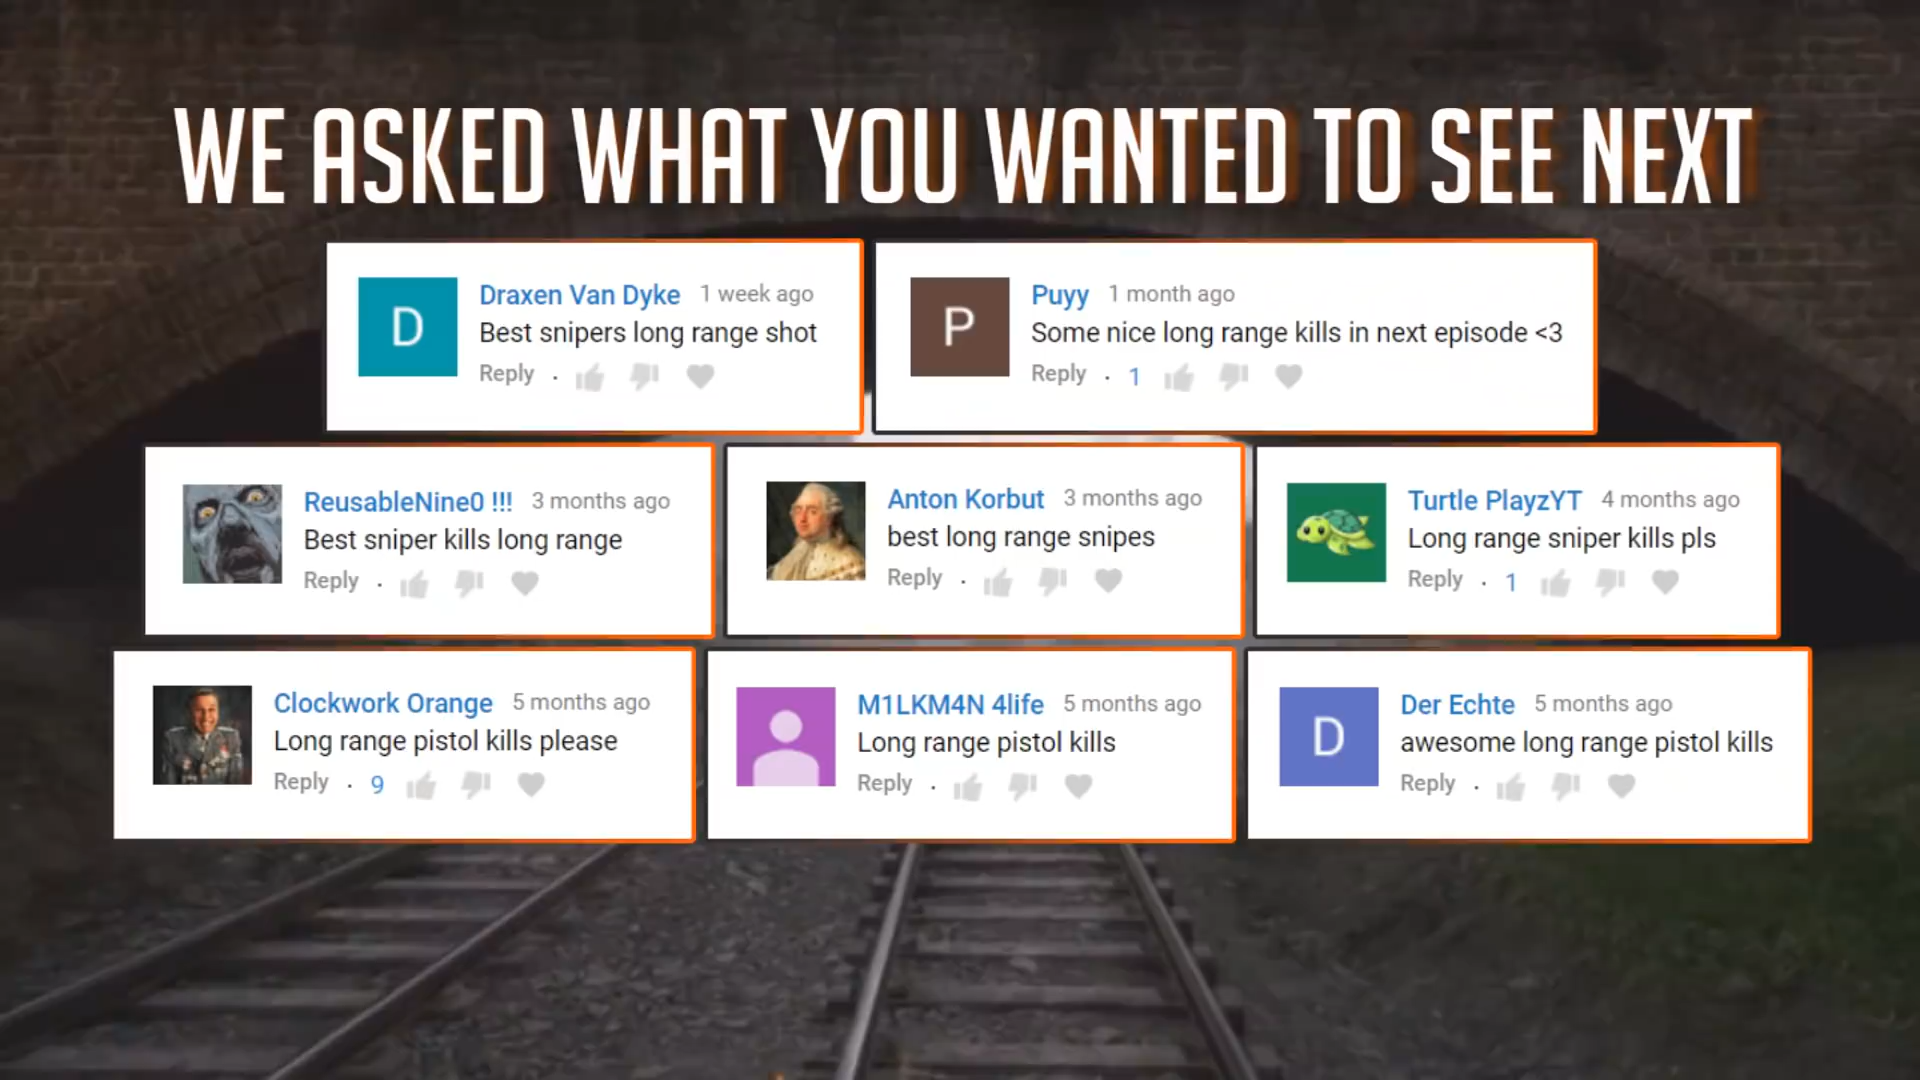 WE ASKED WHAT YOU WANTED TO SEE NEXT
D
Draxen Van Dyke 1 week ago
Best snipers long range shot
Reply ·
P
Puyy 1 month ago
Some nice long range kills in next episode <3
Reply · 1
ReusableNine0 !!! 3 months ago
Best sniper kills long range
Reply ·
Anton Korbut 3 months ago
best long range snipes
Reply ·
Turtle PlayzYT 4 months ago
Long range sniper kills pls
Reply · 1
Clockwork Orange 5 months ago
Long range pistol kills please
Reply · 9
M1LKM4N 4life 5 months ago
Long range pistol kills
Reply ·
D
Der Echte 5 months ago
awesome long range pistol kills
Reply ·